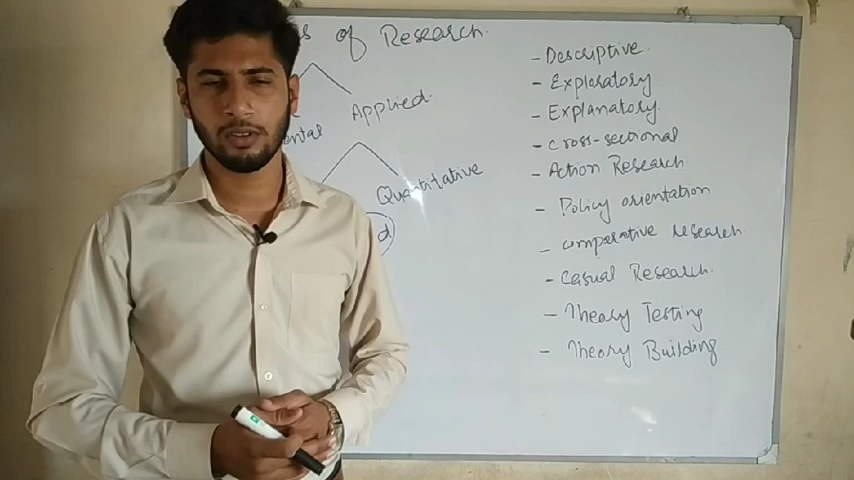 of Research.
Applied.
Quantitative
d
- Descriptive.
- Exploratory
- Explanatory.
- Cross-sectional
- Action Research.
- Policy orientation
- comparative research.
- Casual Research.
- Theory Testing
- Theory Building.